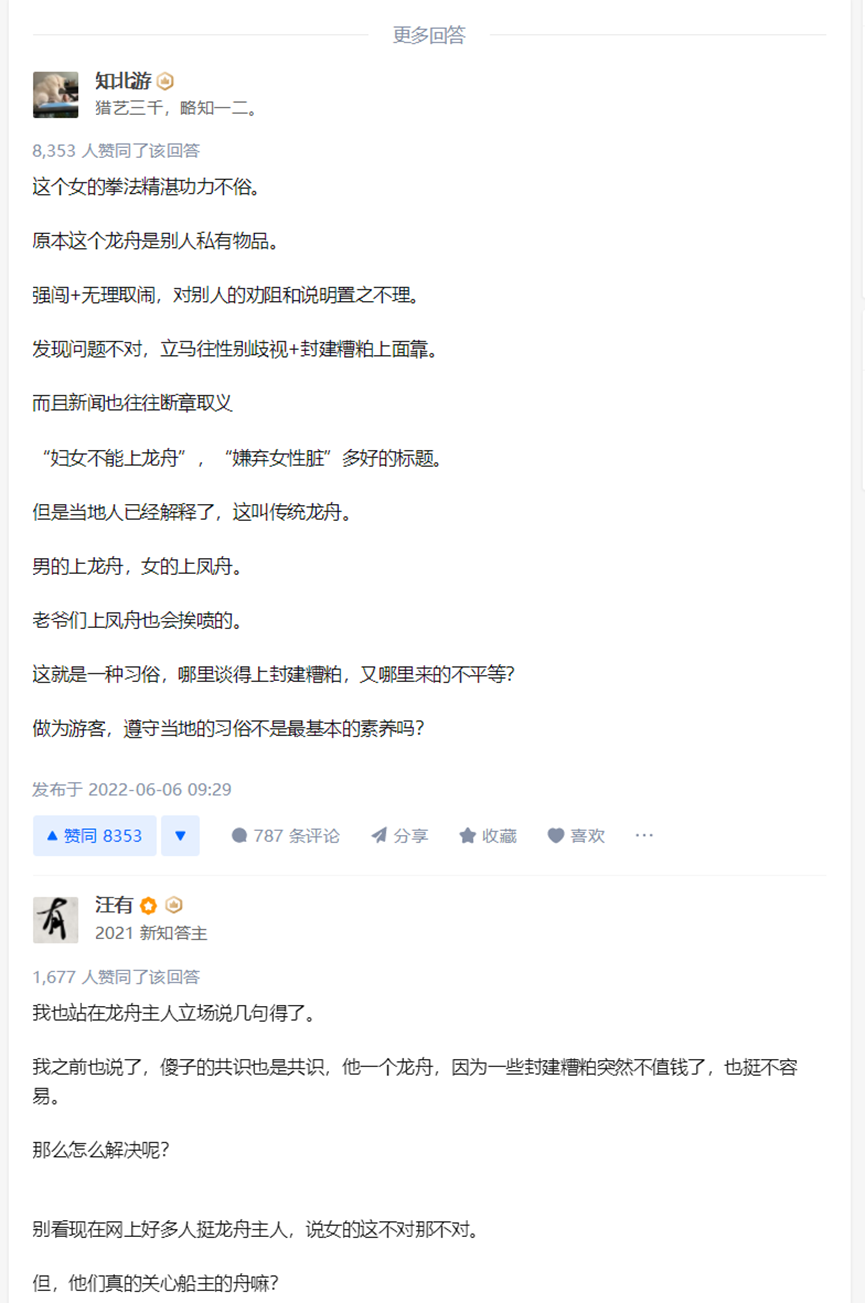 更多回答
知北游
猎艺三千，略知一二。
8,353 人赞同了该回答
这个女的拳法精湛功力不俗。
原本这个龙舟是别人私有物品。
强闯+无理取闹，对别人的劝阻和说明置之不理。
发现问题不对，立马往性别歧视+封建糟粕上面靠。
而且新闻也往往断章取义
“妇女不能上龙舟”，“嫌弃女性脏”多好的标题。
但是当地人已经解释了，这叫传统龙舟。
男的上龙舟，女的上凤舟。
老爷们上凤舟也会挨喷的。
这就是一种习俗，哪里谈得上封建糟粕，又哪里来的不平等？
做为游客，遵守当地的习俗不是最基本的素养吗？
发布于 2022-06-06 09:29
赞同 8353 787 条评论 分享 收藏 喜欢 ···
有
汪有
2021 新知答主
1,677 人赞同了该回答
我也站在龙舟主人立场说几句得了。
我之前也说了，傻子的共识也是共识，他一个龙舟，因为一些封建糟粕突然不值钱了，也挺不容
易。
那么怎么解决呢？
别看现在网上好多人挺龙舟主人，说女的这不对那不对。
但，他们真的关心船主的舟嘛？